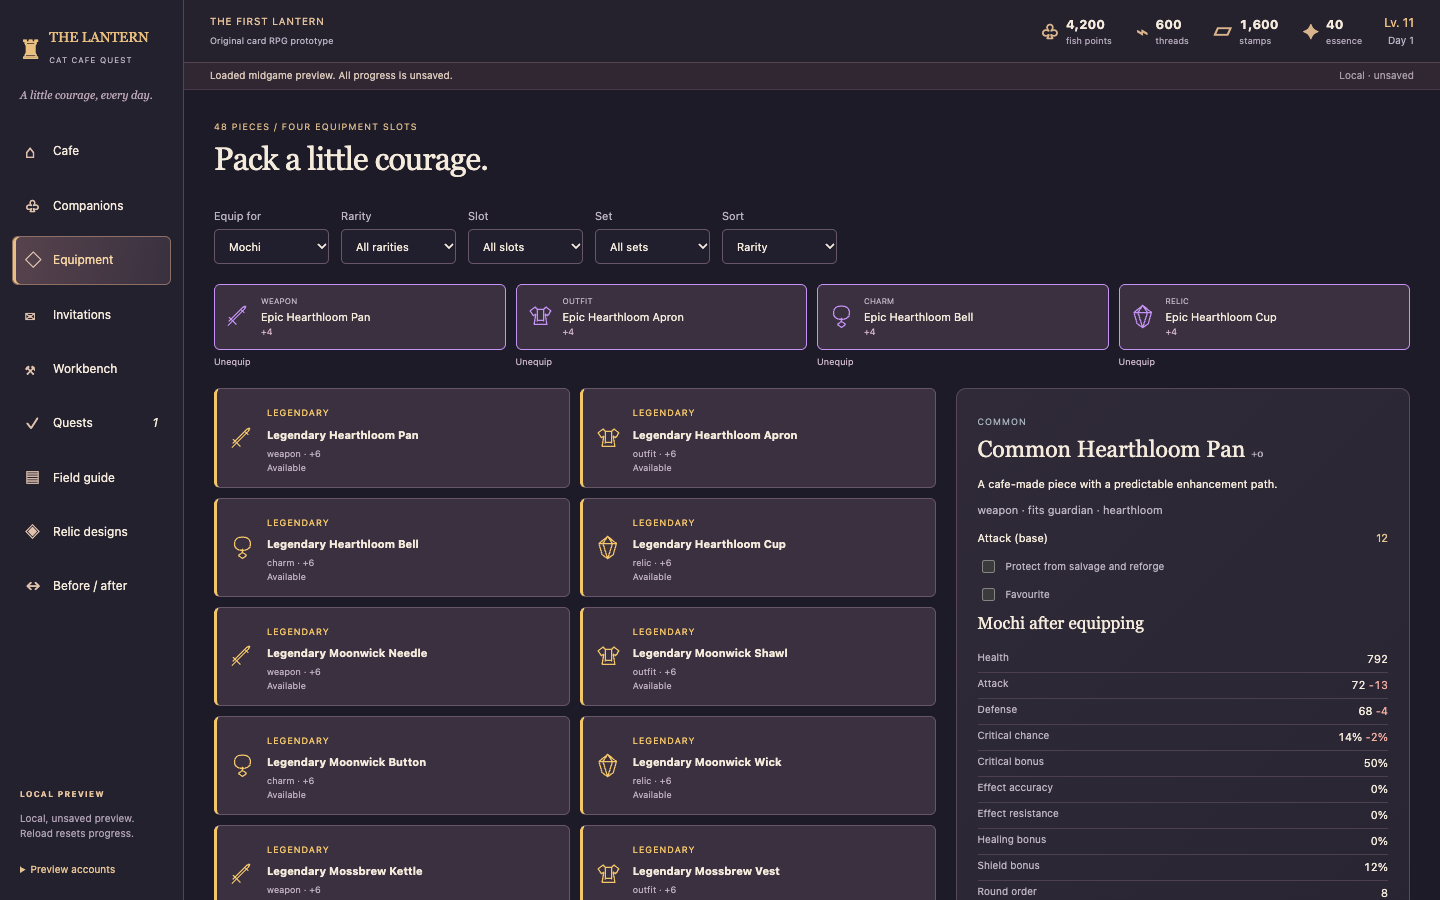 THE LANTERN
CAT CAFE QUEST
A little courage, every day.
Cafe
Companions
Equipment
Invitations
Workbench
Quests 1
Field guide
Relic designs
Before / after
LOCAL PREVIEW
Local, unsaved preview.
Reload resets progress.
Preview accounts
THE FIRST LANTERN
Original card RPG prototype
4,200
fish points
600
threads
1,600
stamps
40
essence
Lv. 11
Day 1
Loaded midgame preview. All progress is unsaved.
Local · unsaved
48 PIECES / FOUR EQUIPMENT SLOTS
Pack a little courage.
Equip for
Mochi
Rarity
All rarities
Slot
All slots
Set
All sets
Sort
Rarity
WEAPON
Epic Hearthloom Pan
+4
Unequip
OUTFIT
Epic Hearthloom Apron
+4
Unequip
CHARM
Epic Hearthloom Bell
+4
Unequip
RELIC
Epic Hearthloom Cup
+4
Unequip
LEGENDARY
Legendary Hearthloom Pan
weapon · +6
Available
LEGENDARY
Legendary Hearthloom Apron
outfit · +6
Available
LEGENDARY
Legendary Hearthloom Bell
charm · +6
Available
LEGENDARY
Legendary Hearthloom Cup
relic · +6
Available
LEGENDARY
Legendary Moonwick Needle
weapon · +6
Available
LEGENDARY
Legendary Moonwick Shawl
outfit · +6
Available
LEGENDARY
Legendary Moonwick Button
charm · +6
Available
LEGENDARY
Legendary Moonwick Wick
relic · +6
Available
LEGENDARY
Legendary Mossbrew Kettle
weapon · +6
LEGENDARY
Legendary Mossbrew Vest
outfit · +6
COMMON
Common Hearthloom Pan +0
A cafe-made piece with a predictable enhancement path.
weapon · fits guardian · hearthloom
Attack (base) 12
Protect from salvage and reforge
Favourite
Mochi after equipping
Health 792
Attack 72 -13
Defense 68 -4
Critical chance 14% -2%
Critical bonus 50%
Effect accuracy 0%
Effect resistance 0%
Healing bonus 0%
Shield bonus 12%
Round order 8